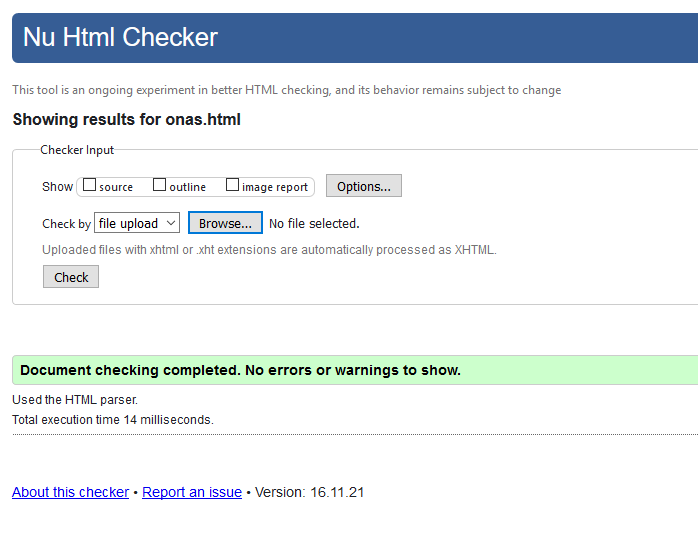 Nu Html Checker
This tool is an ongoing experiment in better HTML checking, and its behavior remains subject to change
Showing results for onas.html
Checker Input
Show source outline image report Options...
Check by file upload Browse... No file selected.
Uploaded files with xhtml or .xht extensions are automatically processed as XHTML.
Check
Document checking completed. No errors or warnings to show.
Used the HTML parser.
Total execution time 14 milliseconds.
About this checker • Report an issue • Version: 16.11.21